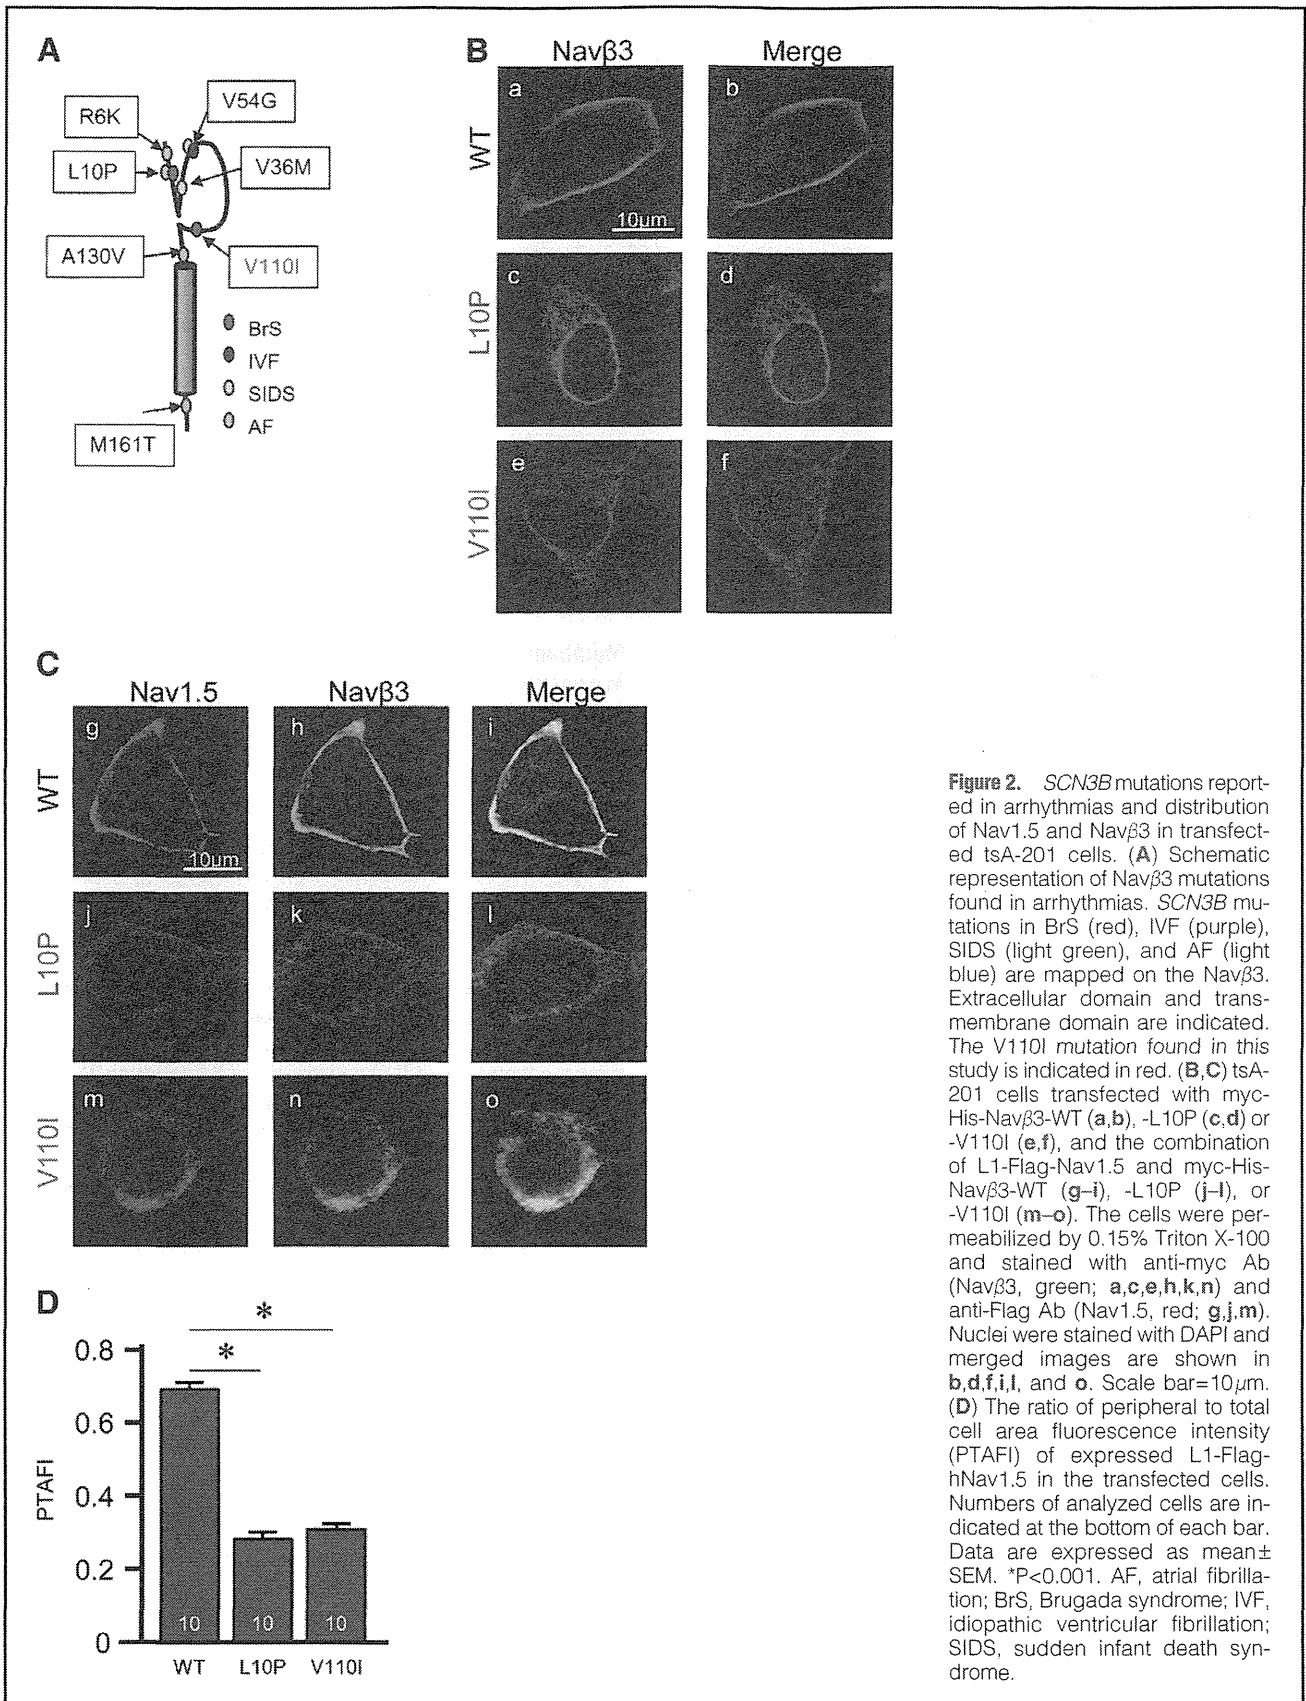 A
V54G
R6K
L10P
V36M
A130V
V110I
BrS
IVF
SIDS
AF
M161T
B
Navβ3
Merge
WT
a
b
10μm
L10P
c
d
V110I
e
f
C
Nav1.5
Navβ3
Merge
WT
g
h
i
10μm
L10P
j
k
l
V110I
m
n
o
D
*
*
0.8
0.6
0.4
0.2
0
PTAFI
10
10
10
WT
L10P
V110I
Figure 2. SCN3B mutations report-
ed in arrhythmias and distribution
of Nav1.5 and Navβ3 in transfect-
ed tsA-201 cells. (A) Schematic
representation of Navβ3 mutations
found in arrhythmias. SCN3B mu-
tations in BrS (red), IVF (purple),
SIDS (light green), and AF (light
blue) are mapped on the Navβ3.
Extracellular domain and trans-
membrane domain are indicated.
The V110I mutation found in this
study is indicated in red. (B,C) tsA-
201 cells transfected with myc-
His-Navβ3-WT (a,b), -L10P (c,d) or
-V110I (e,f), and the combination
of L1-Flag-Nav1.5 and myc-His-
Navβ3-WT (g–i), -L10P (j–l), or
-V110I (m–o). The cells were per-
meabilized by 0.15% Triton X-100
and stained with anti-myc Ab
(Navβ3, green; a,c,e,h,k,n) and
anti-Flag Ab (Nav1.5, red; g,j,m).
Nuclei were stained with DAPI and
merged images are shown in
b,d,f,i,l, and o. Scale bar=10μm.
(D) The ratio of peripheral to total
cell area fluorescence intensity
(PTAFI) of expressed L1-Flag-
hNav1.5 in the transfected cells.
Numbers of analyzed cells are in-
dicated at the bottom of each bar.
Data are expressed as mean±
SEM. *P<0.001. AF, atrial fibrilla-
tion; BrS, Brugada syndrome; IVF,
idiopathic ventricular fibrillation;
SIDS, sudden infant death syn-
drome.